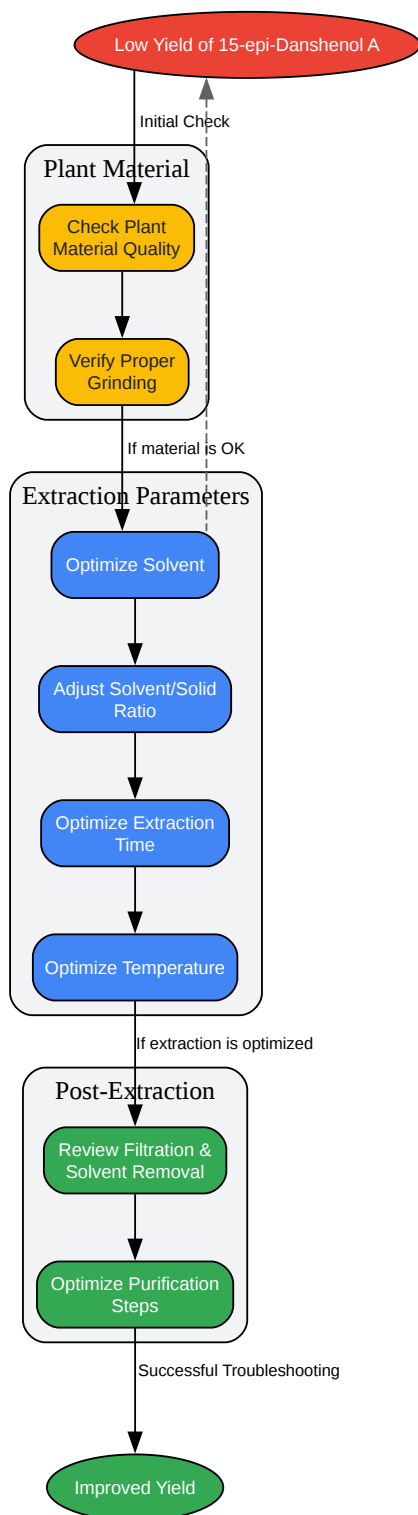 Low Yield of 15-epi-Danshenol A
Initial Check
Plant Material
Check Plant
Material Quality
Verify Proper
Grinding
If material is OK
Extraction Parameters
Optimize Solvent
Adjust Solvent/Solid
Ratio
Optimize Extraction
Time
Optimize Temperature
If extraction is optimized
Post-Extraction
Review Filtration &
Solvent Removal
Optimize Purification
Steps
Successful Troubleshooting
Improved Yield